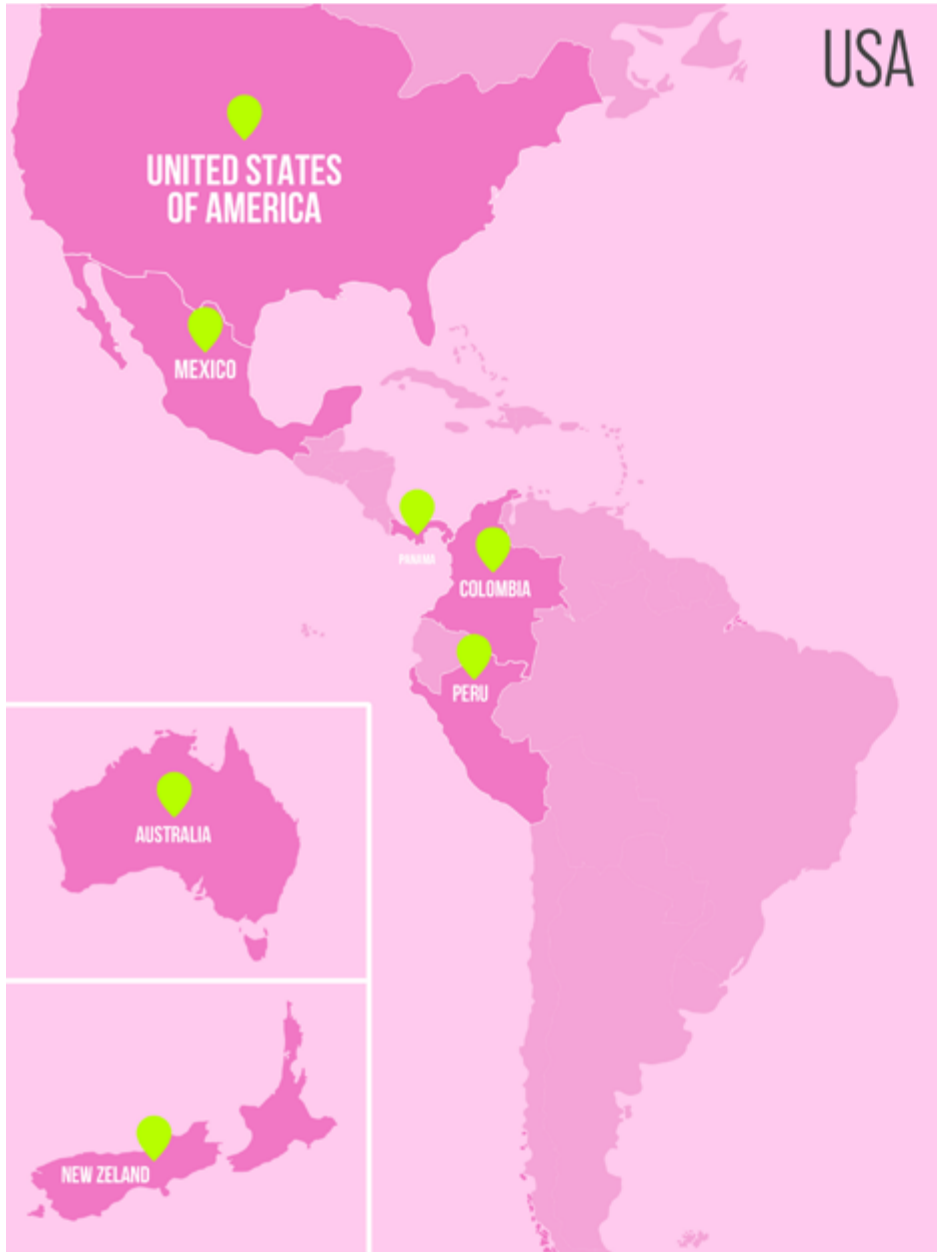 USA
UNITED STATES
OF AMERICA
MEXICO
PANAMA
COLOMBIA
PERU
AUSTRALIA
NEW ZELAND